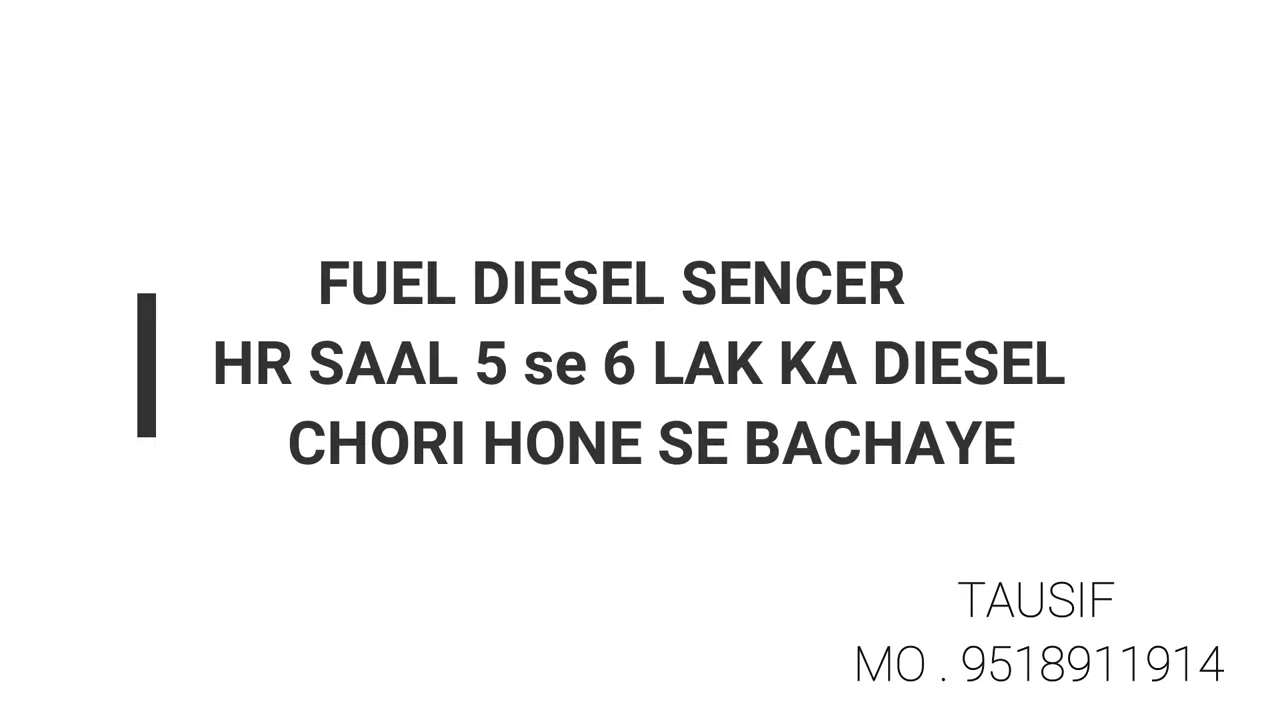 FUEL DIESEL SENCER
HR SAAL 5 se 6 LAK KA DIESEL
CHORI HONE SE BACHAYE
TAUSIF
MO . 9518911914